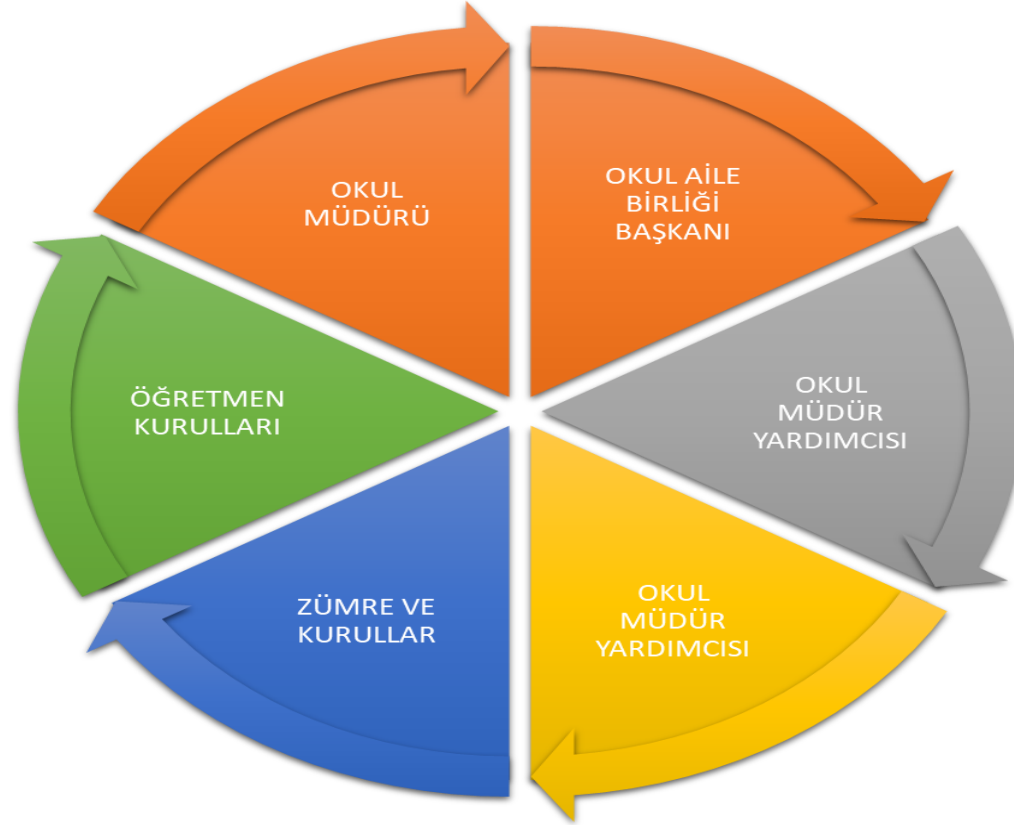 OKUL
MÜDÜRÜ
OKUL AİLE
BİRLİĞİ
BAŞKANI
OKUL
MÜDÜR
YARDIMCISI
OKUL
MÜDÜR
YARDIMCISI
ZÜMRE VE
KURULLAR
ÖĞRETMEN
KURULLARI